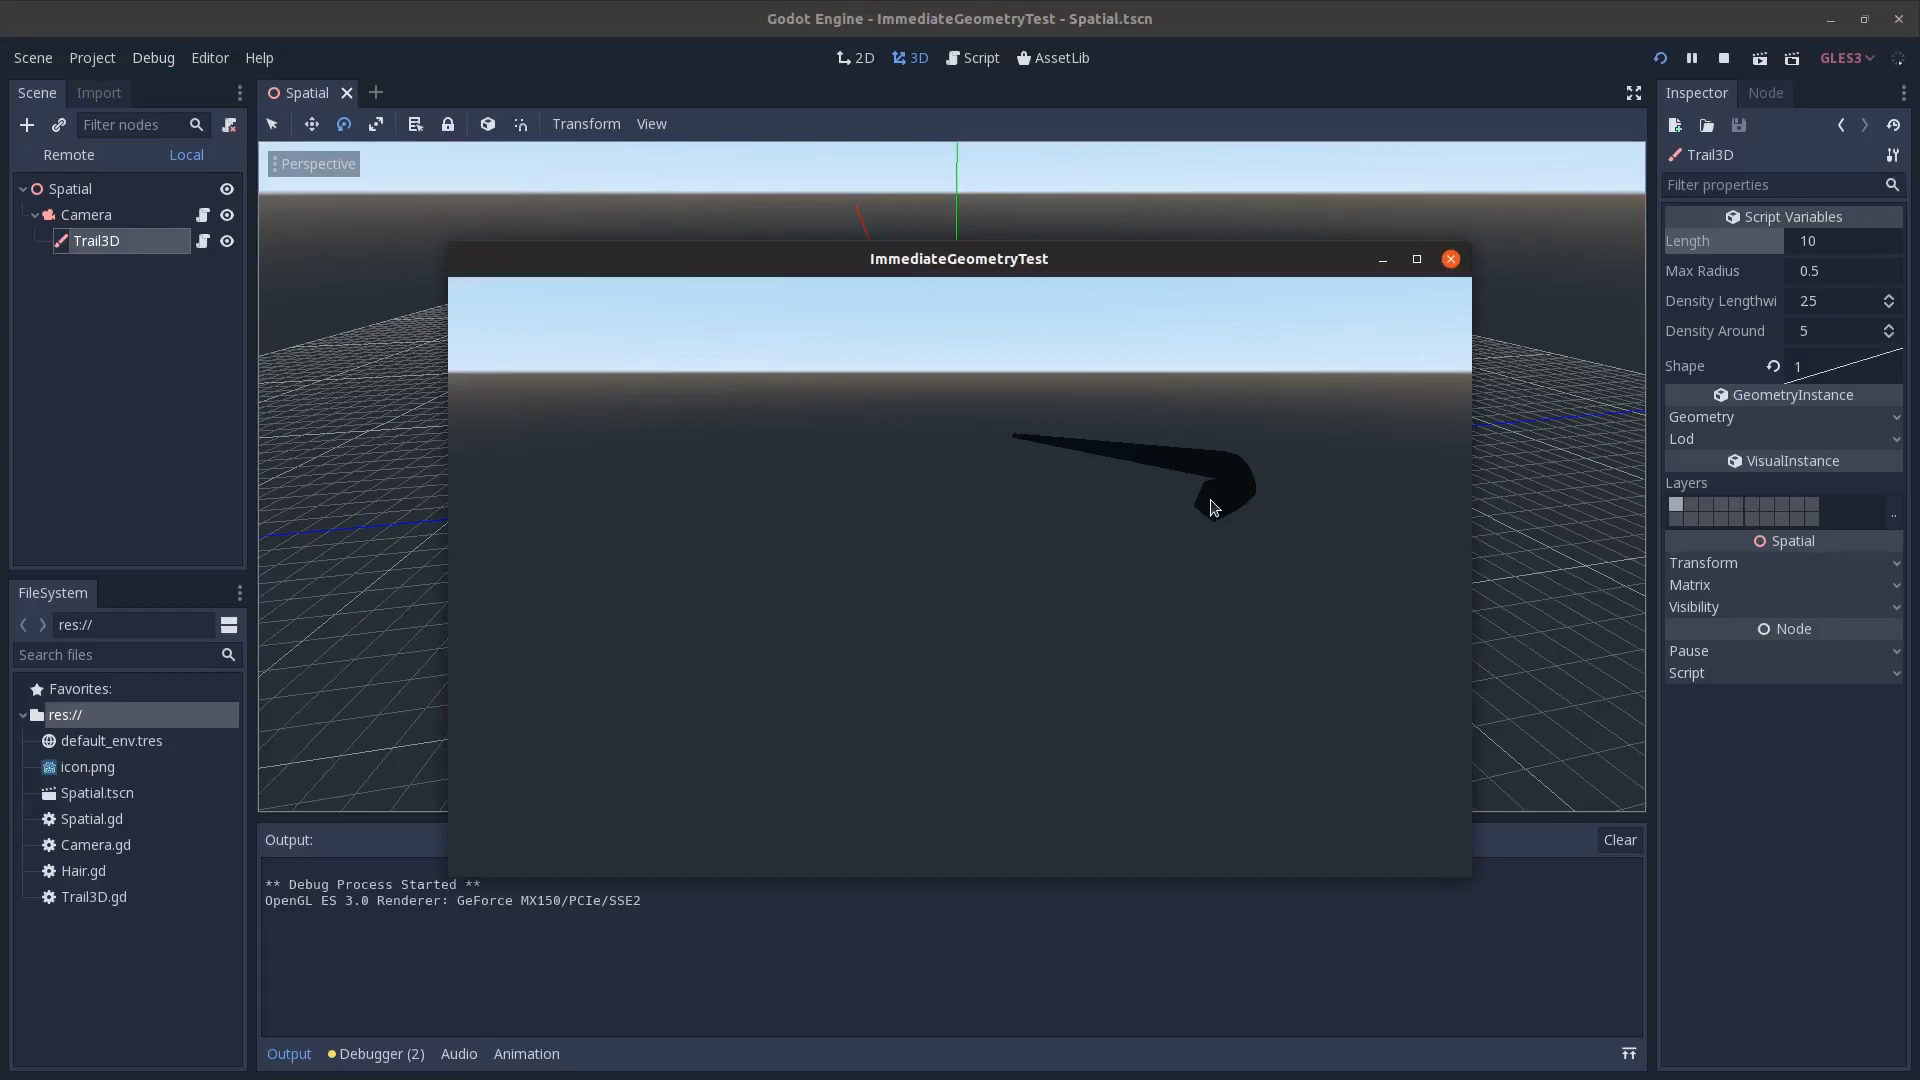 Godot Engine - ImmediateGeometryTest - Spatial.tscn
Scene Project Debug Editor Help
2D 3D Script AssetLib
GLES3
Scene Import
Filter nodes
Remote Local
Spatial
Camera
Trail3D
FileSystem
res://
Search files
Favorites:
res://
default_env.tres
icon.png
Spatial.tscn
Spatial.gd
Camera.gd
Hair.gd
Trail3D.gd
Spatial
Transform View
Perspective
ImmediateGeometryTest
Output:
Clear
** Debug Process Started **
OpenGL ES 3.0 Renderer: GeForce MX150/PCIe/SSE2
Output Debugger (2) Audio Animation
Inspector Node
Trail3D
Filter properties
Script Variables
Length 10
Max Radius 0.5
Density Lengthwi 25
Density Around 5
Shape 1
GeometryInstance
Geometry
Lod
VisualInstance
Layers
..
Spatial
Transform
Matrix
Visibility
Node
Pause
Script